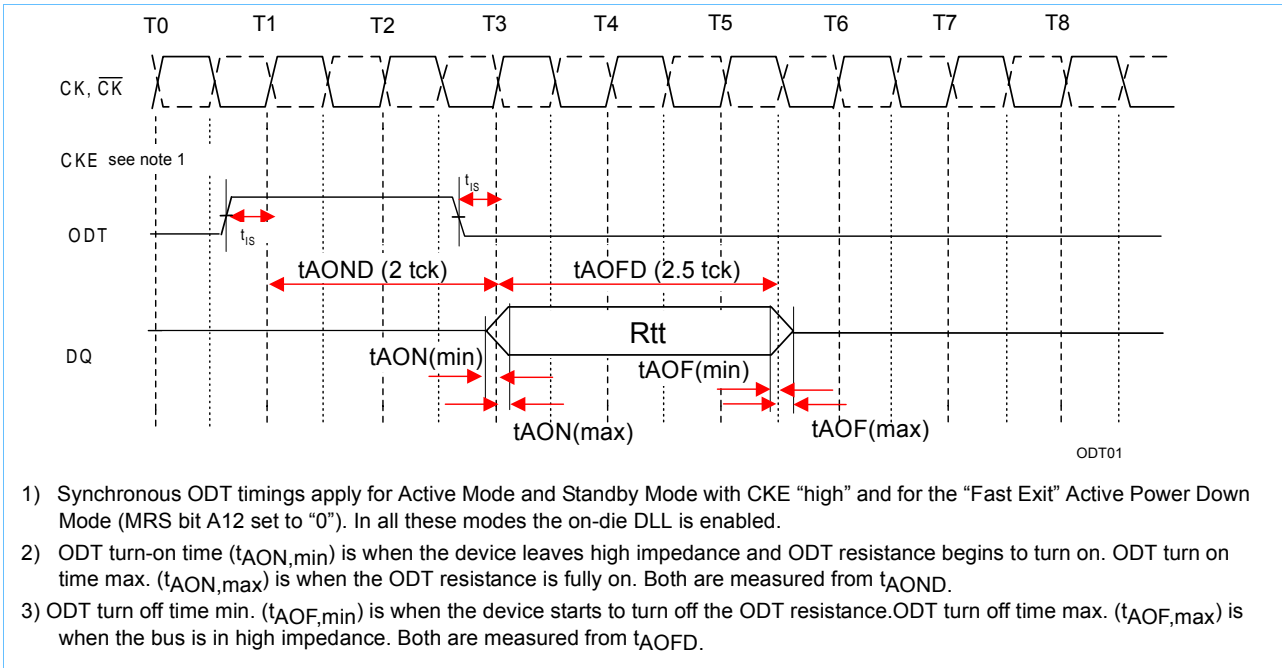 T0 T1 T2 T3 T4 T5 T6 T7 T8
CK, CK
CKE see note 1
tIS
tIS
ODT
tAOND (2 tck) tAOFD (2.5 tck)
Rtt
DQ
tAON(min) tAOF(min)
tAON(max) tAOF(max)
ODT01
1) Synchronous ODT timings apply for Active Mode and Standby Mode with CKE “high” and for the “Fast Exit” Active Power Down
Mode (MRS bit A12 set to “0”). In all these modes the on-die DLL is enabled.
2) ODT turn-on time (tAON,min) is when the device leaves high impedance and ODT resistance begins to turn on. ODT turn on
time max. (tAON,max) is when the ODT resistance is fully on. Both are measured from tAOND.
3) ODT turn off time min. (tAOF,min) is when the device starts to turn off the ODT resistance.ODT turn off time max. (tAOF,max) is
when the bus is in high impedance. Both are measured from tAOFD.